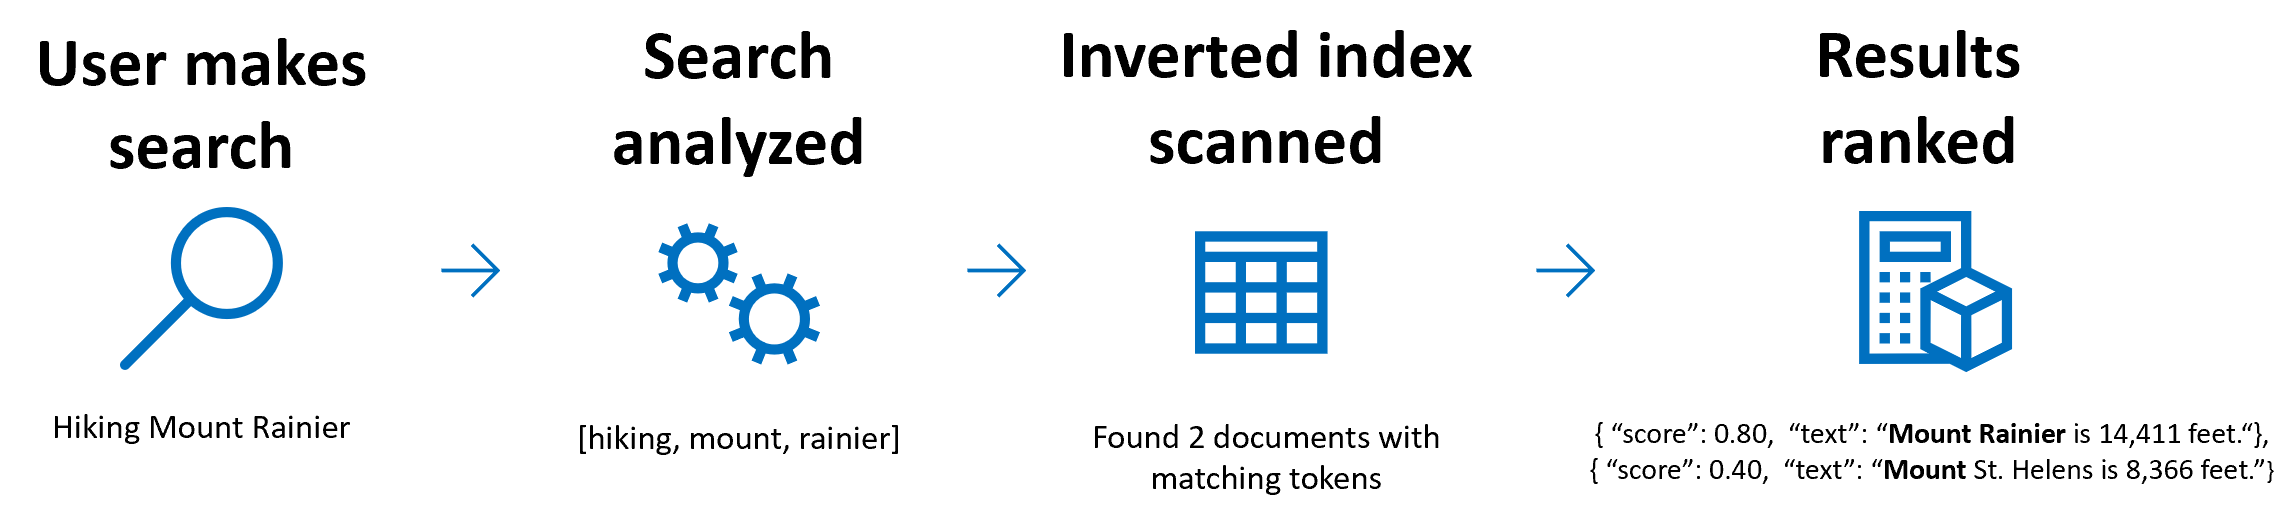 User makes
search
Search
analyzed
Inverted index
scanned
Results
ranked
Hiking Mount Rainier
[hiking, mount, rainier]
Found 2 documents with
matching tokens
{ “score”: 0.80,  “text”: “Mount Rainier is 14,411 feet.“},
{ “score”: 0.40,  “text”: “Mount St. Helens is 8,366 feet.”}